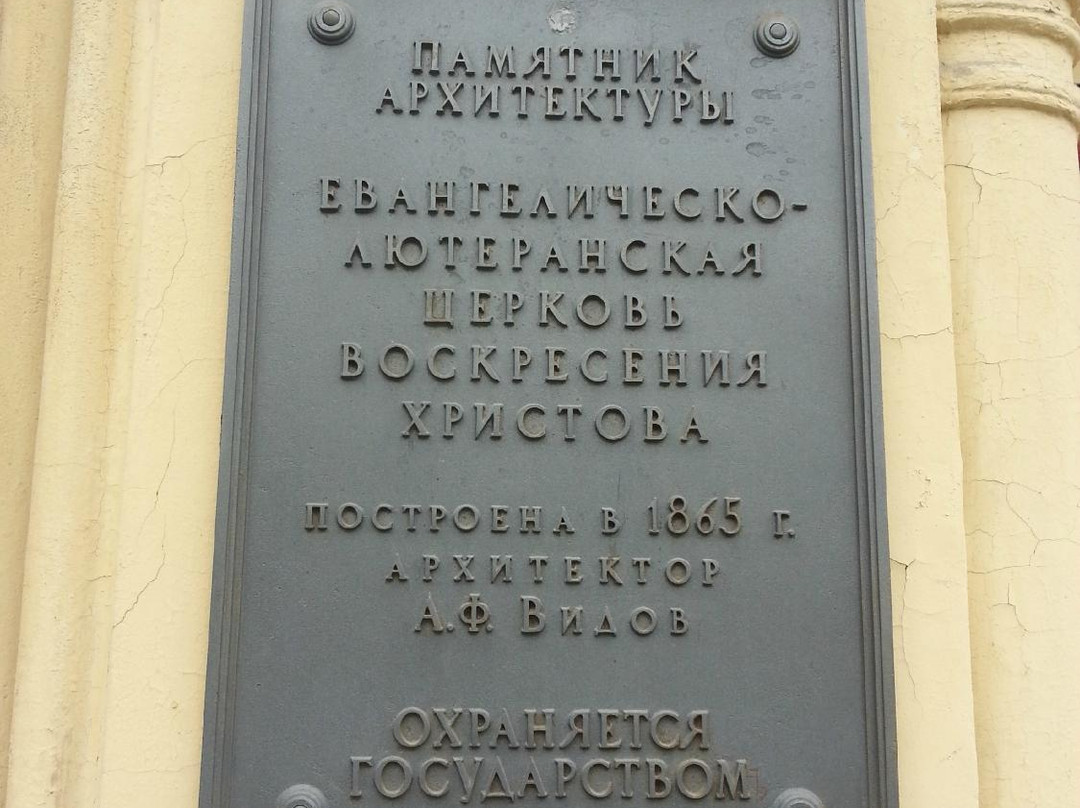 Памятник
архитектуры
Евангелическо-
лютеранская
церковь
Воскресения
Христова
построена в 1865 г.
архитектор
А.Ф. Видов
Охраняется
государством